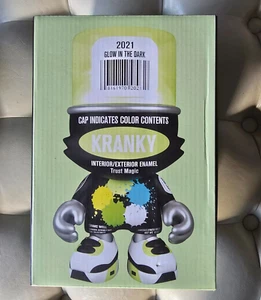 2021
GLOW IN THE DARK
CAP INDICATES COLOR CONTENTS
KRANKY
INTERIOR/EXTERIOR ENAMEL
Trust Magic